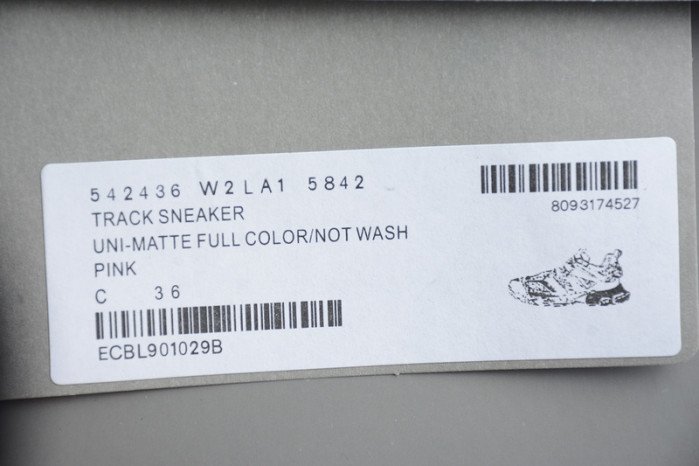 542436 W2LA1 5842
8093174527
TRACK SNEAKER
UNI-MATTE FULL COLOR/NOT WASH
PINK
C 36
ECBL901029B